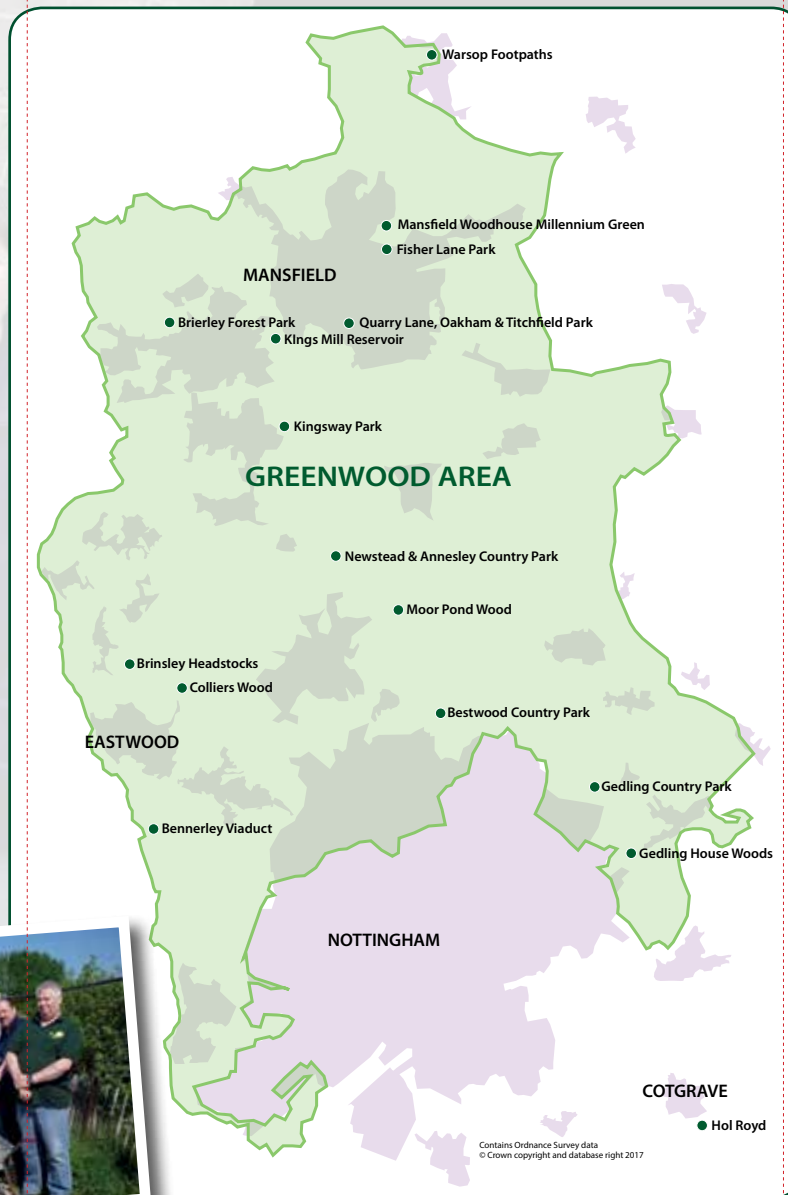 Warsop Footpaths
Mansfield Woodhouse Millennium Green
Fisher Lane Park
MANSFIELD
Brierley Forest Park
Quarry Lane, Oakham & Titchfield Park
KIngs Mill Reservoir
Kingsway Park
GREENWOOD AREA
Newstead & Annesley Country Park
Moor Pond Wood
Brinsley Headstocks
Colliers Wood
Bestwood Country Park
EASTWOOD
Gedling Country Park
Bennerley Viaduct
Gedling House Woods
NOTTINGHAM
COTGRAVE
Hol Royd
Contains Ordnance Survey data
© Crown copyright and database right 2017